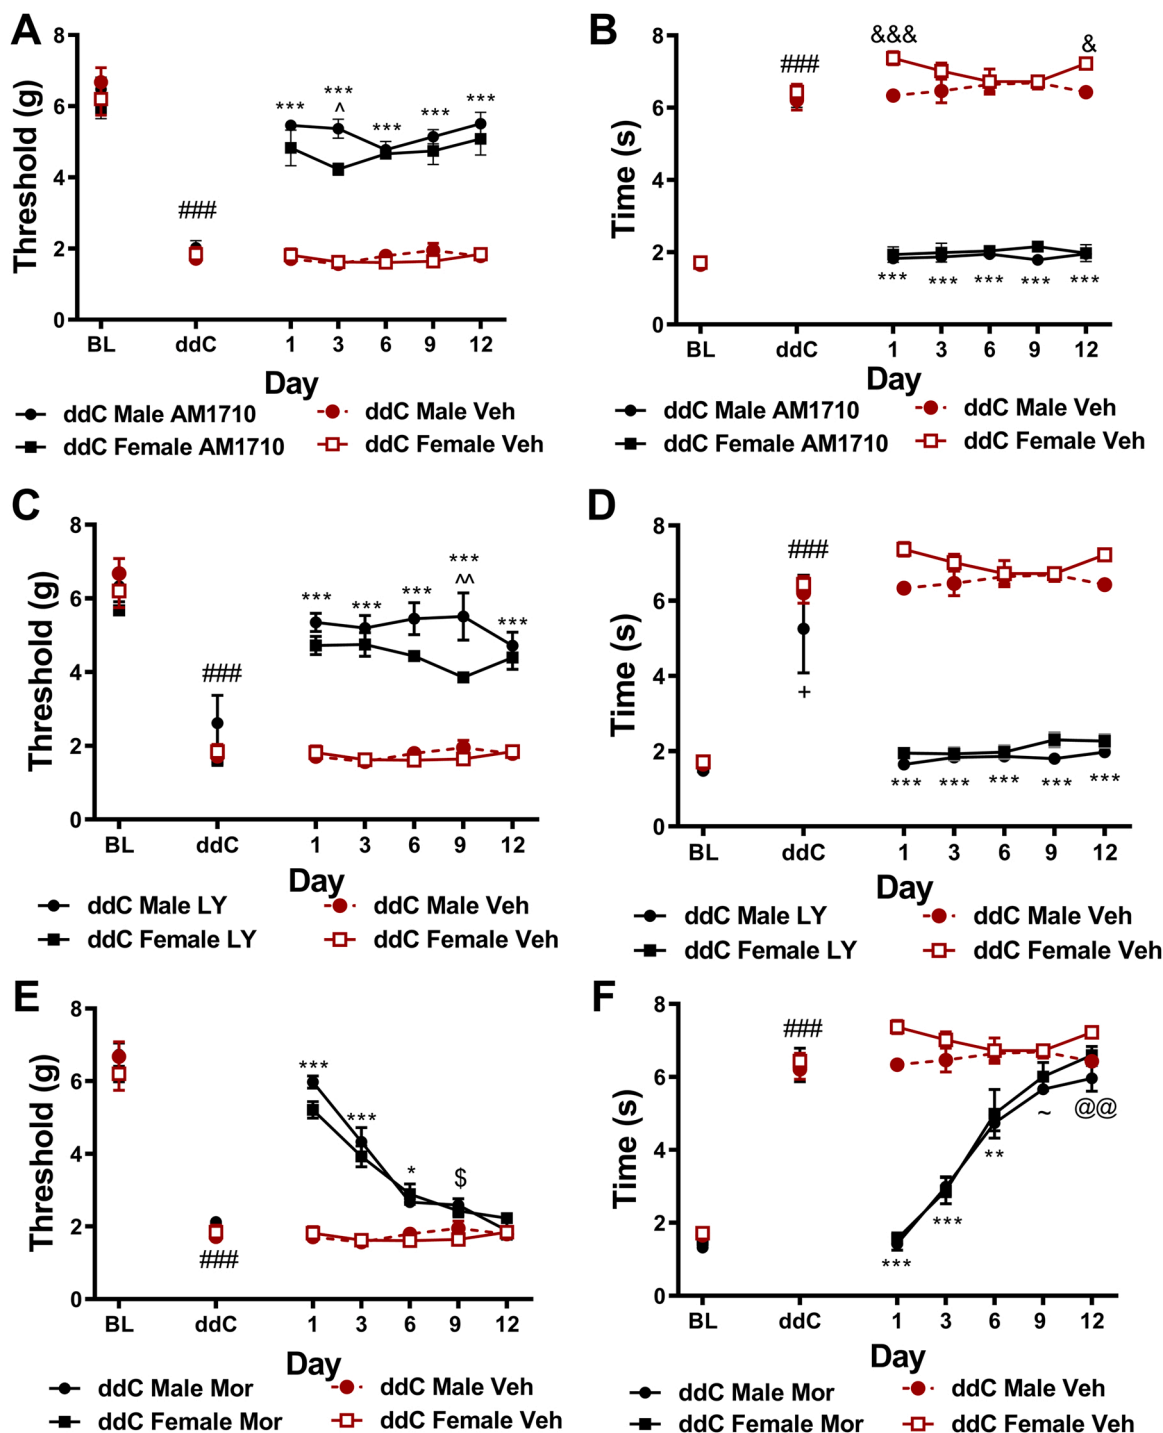 A
Threshold (g)
8
6
4
2
0
###
***
***
^
***
***
***
BL
ddC
1
3
6
9
12
Day
ddC Male AM1710
ddC Male Veh
ddC Female AM1710
ddC Female Veh
B
Time (s)
8
6
4
2
0
###
&&&
&
***
***
***
***
***
BL
ddC
1
3
6
9
12
Day
ddC Male AM1710
ddC Male Veh
ddC Female AM1710
ddC Female Veh
C
Threshold (g)
8
6
4
2
0
###
***
***
***
***
^^
***
BL
ddC
1
3
6
9
12
Day
ddC Male LY
ddC Male Veh
ddC Female LY
ddC Female Veh
D
Time (s)
8
6
4
2
0
###
+
***
***
***
***
***
BL
ddC
1
3
6
9
12
Day
ddC Male LY
ddC Male Veh
ddC Female LY
ddC Female Veh
E
Threshold (g)
8
6
4
2
0
###
***
***
*
$
BL
ddC
1
3
6
9
12
Day
ddC Male Mor
ddC Male Veh
ddC Female Mor
ddC Female Veh
F
Time (s)
8
6
4
2
0
###
***
***
**
~
@@
BL
ddC
1
3
6
9
12
Day
ddC Male Mor
ddC Male Veh
ddC Female Mor
ddC Female Veh